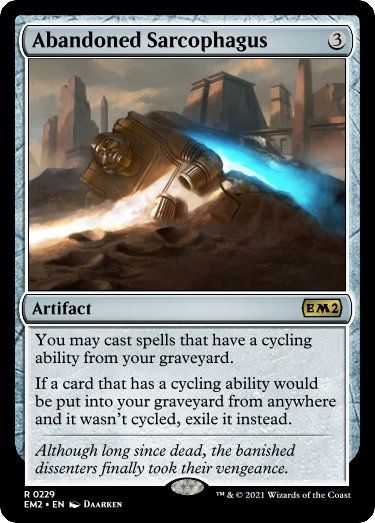 Abandoned Sarcophagus 3
Artifact EM2
You may cast spells that have a cycling
ability from your graveyard.
If a card that has a cycling ability would
be put into your graveyard from anywhere
and it wasn't cycled, exile it instead.
Although long since dead, the banished
dissenters finally took their vengeance.
R 0229
EM2 • EN DAARKEN
™ & © 2021 Wizards of the Coast